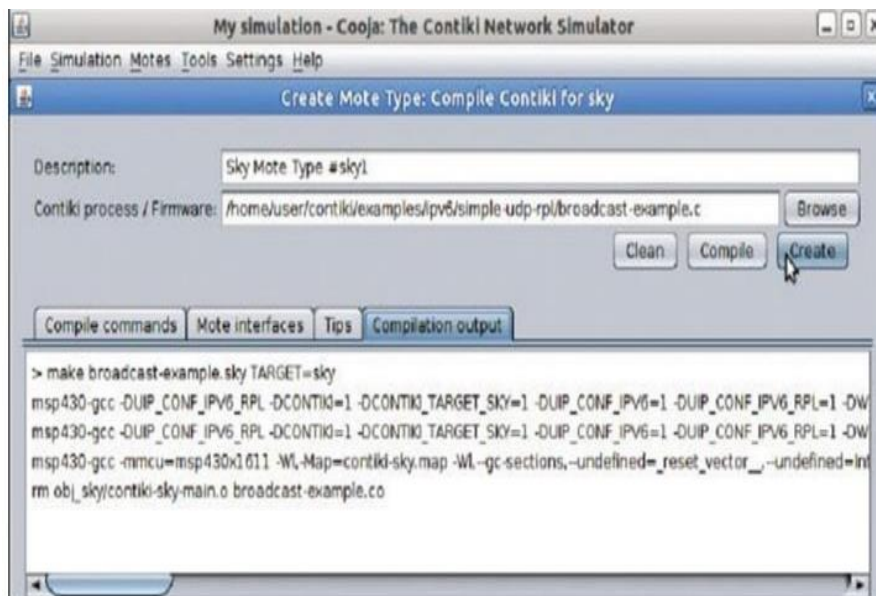 My simulation - Cooja: The Contiki Network Simulator
File Simulation Motes Tools Settings Help
Create Mote Type: Compile Contiki for sky
Description: Sky Mote Type #sky1
Contiki process / Firmware: /home/user/contiki/examples/ipv6/simple-udp-rpl/broadcast-example.c Browse
Clean Compile Create
Compile commands Mote interfaces Tips Compilation output
> make broadcast-example.sky TARGET=sky
msp430-gcc -DUIP_CONF_IPV6_RPL -DCONTIKI=1 -DCONTIKI_TARGET_SKY=1 -DUIP_CONF_IPV6=1 -DUIP_CONF_IPV6_RPL=1 -DW
msp430-gcc -DUIP_CONF_IPV6_RPL -DCONTIKI=1 -DCONTIKI_TARGET_SKY=1 -DUIP_CONF_IPV6=1 -DUIP_CONF_IPV6_RPL=1 -DW
msp430-gcc -mmcu=msp430x1611 -Wl,-Map=contiki-sky.map -Wl,--gc-sections,--undefined=_reset_vector__,--undefined=Int
rm obj_sky/contiki-sky-main.o broadcast-example.co